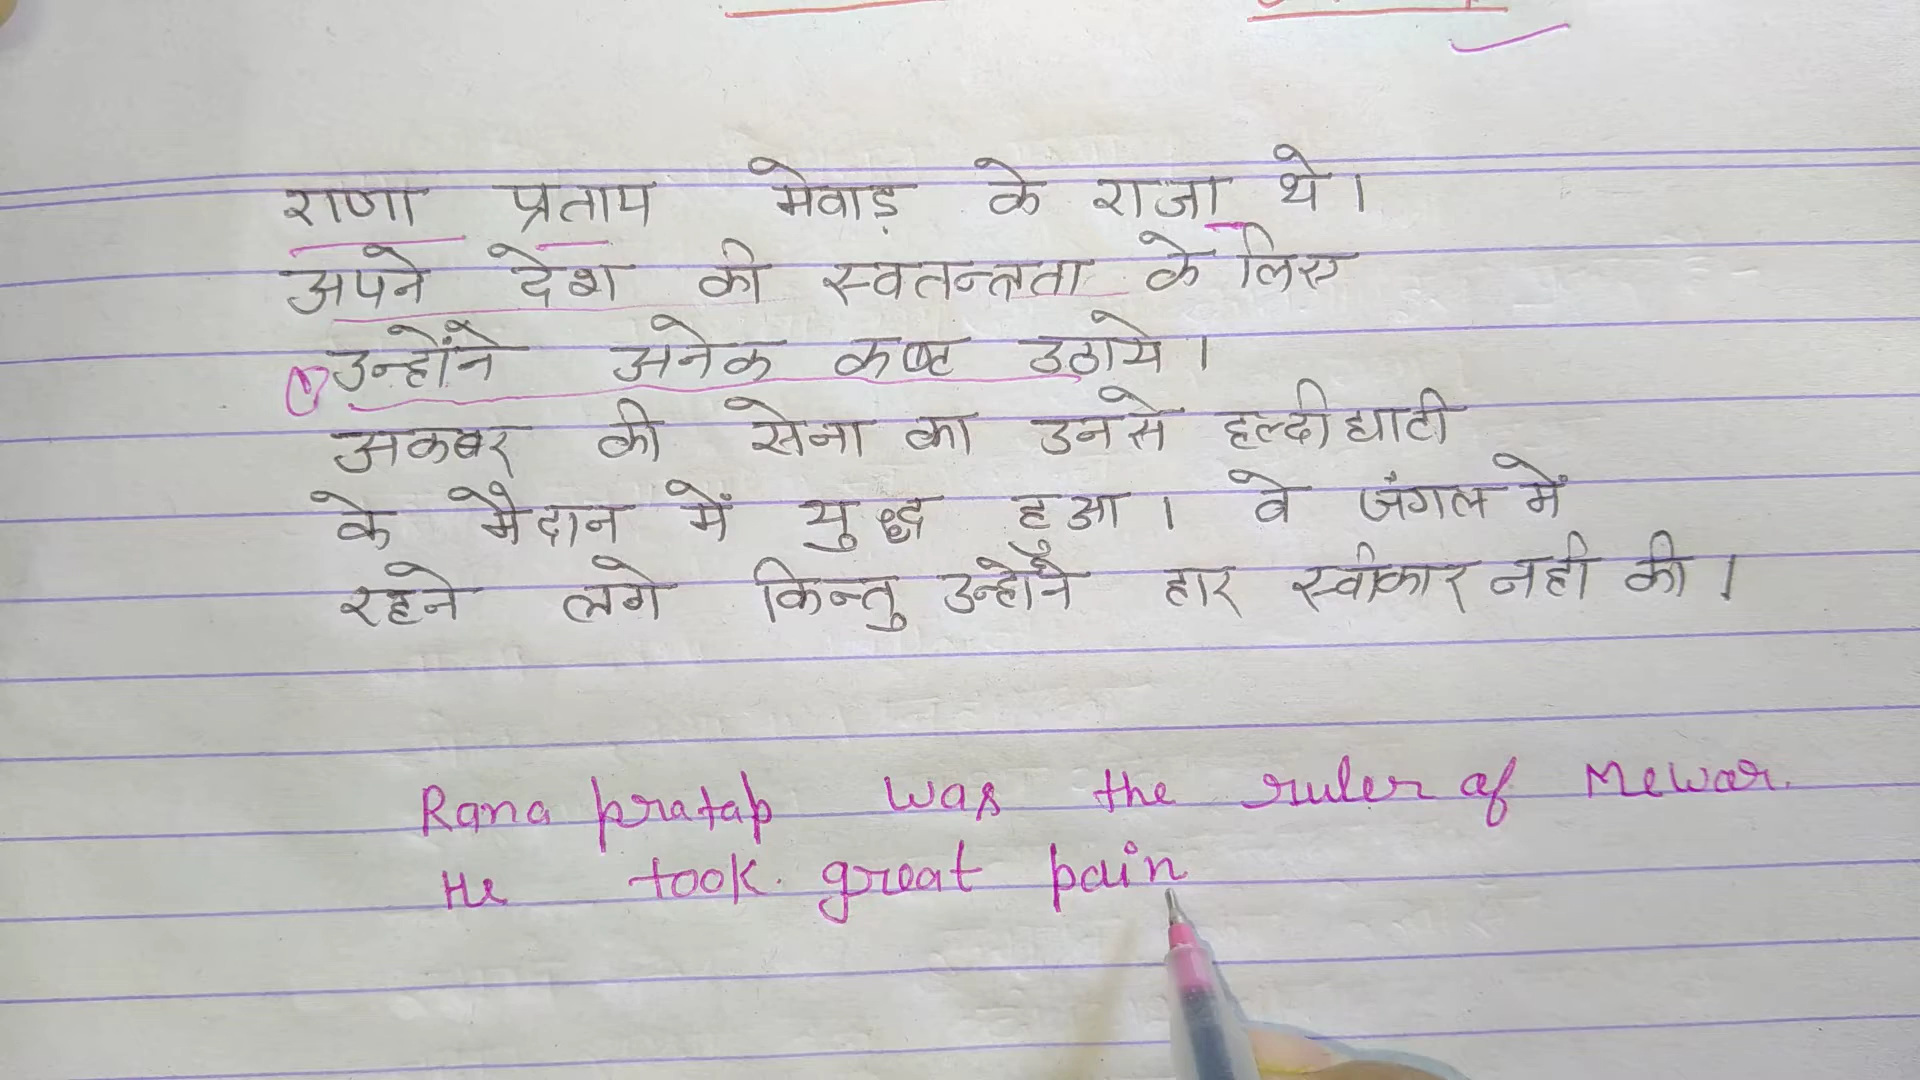 राणा प्रताप मेवाड़ के राजा थे।
अपने देश की स्वतन्त्रता के लिए
① उन्होंने अनेक कष्ट उठाये।
अकबर की सेना का उनसे हल्दीघाटी
के मैदान में युद्ध हुआ। वे जंगल में
रहने लगे किन्तु उन्होंने हार स्वीकार नही की।
Rana pratap was the ruler of Mewar.
He took great pain